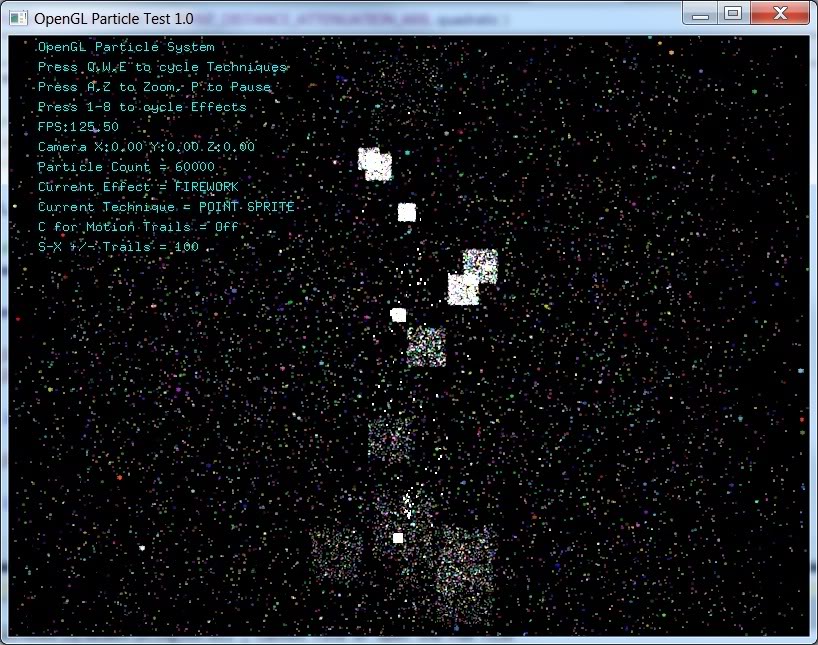 OpenGL Particle Test 1.0
OpenGL Particle System
Press Q,W,E to cycle Techniques
Press A,Z to Zoom, P to Pause
Press 1-8 to cycle Effects
FPS:125.50
Camera X:0.00 Y:0.00 Z:0.00
Particle Count = 60000
Current Effect = FIREWORK
Current Technique = POINT SPRITE
C for Motion Trails = Off
S-X +/- Trails = 100